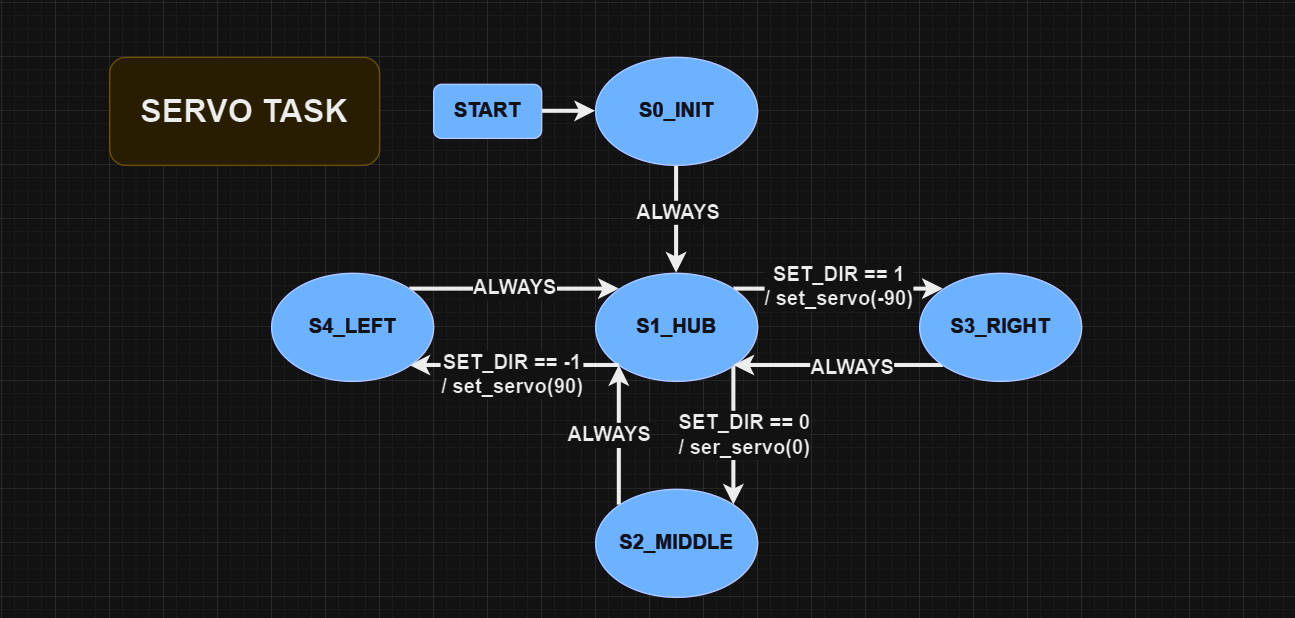 SERVO TASK
START
S0_INIT
ALWAYS
S4_LEFT
ALWAYS
S1_HUB
SET_DIR == 1
/ set_servo(-90)
S3_RIGHT
SET_DIR == -1
/ set_servo(90)
ALWAYS
ALWAYS
SET_DIR == 0
/ ser_servo(0)
S2_MIDDLE